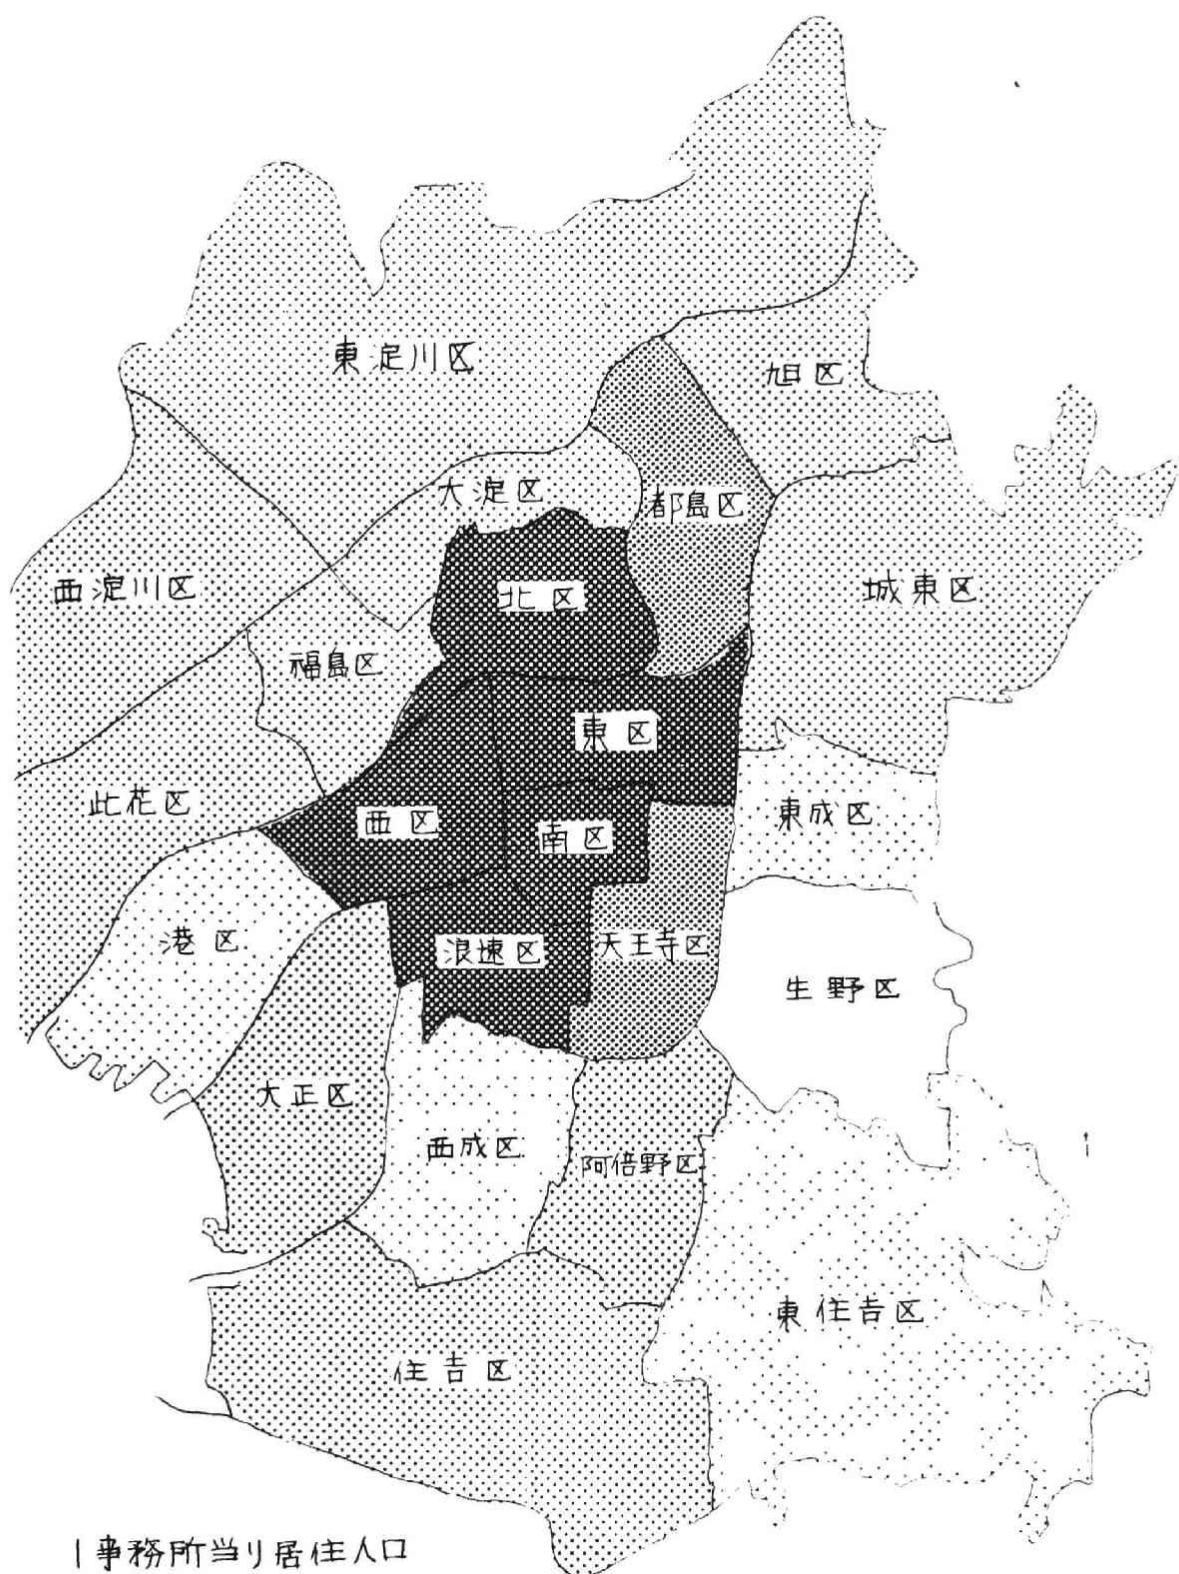 東淀川区
旭区
大淀区
都島区
西淀川区
北区
城東区
福島区
東区
此花区
西区
南区
東成区
港区
浪速区
天王寺区
生野区
大正区
西成区
阿倍野区
東住吉区
住吉区
1事務所当り居住人口